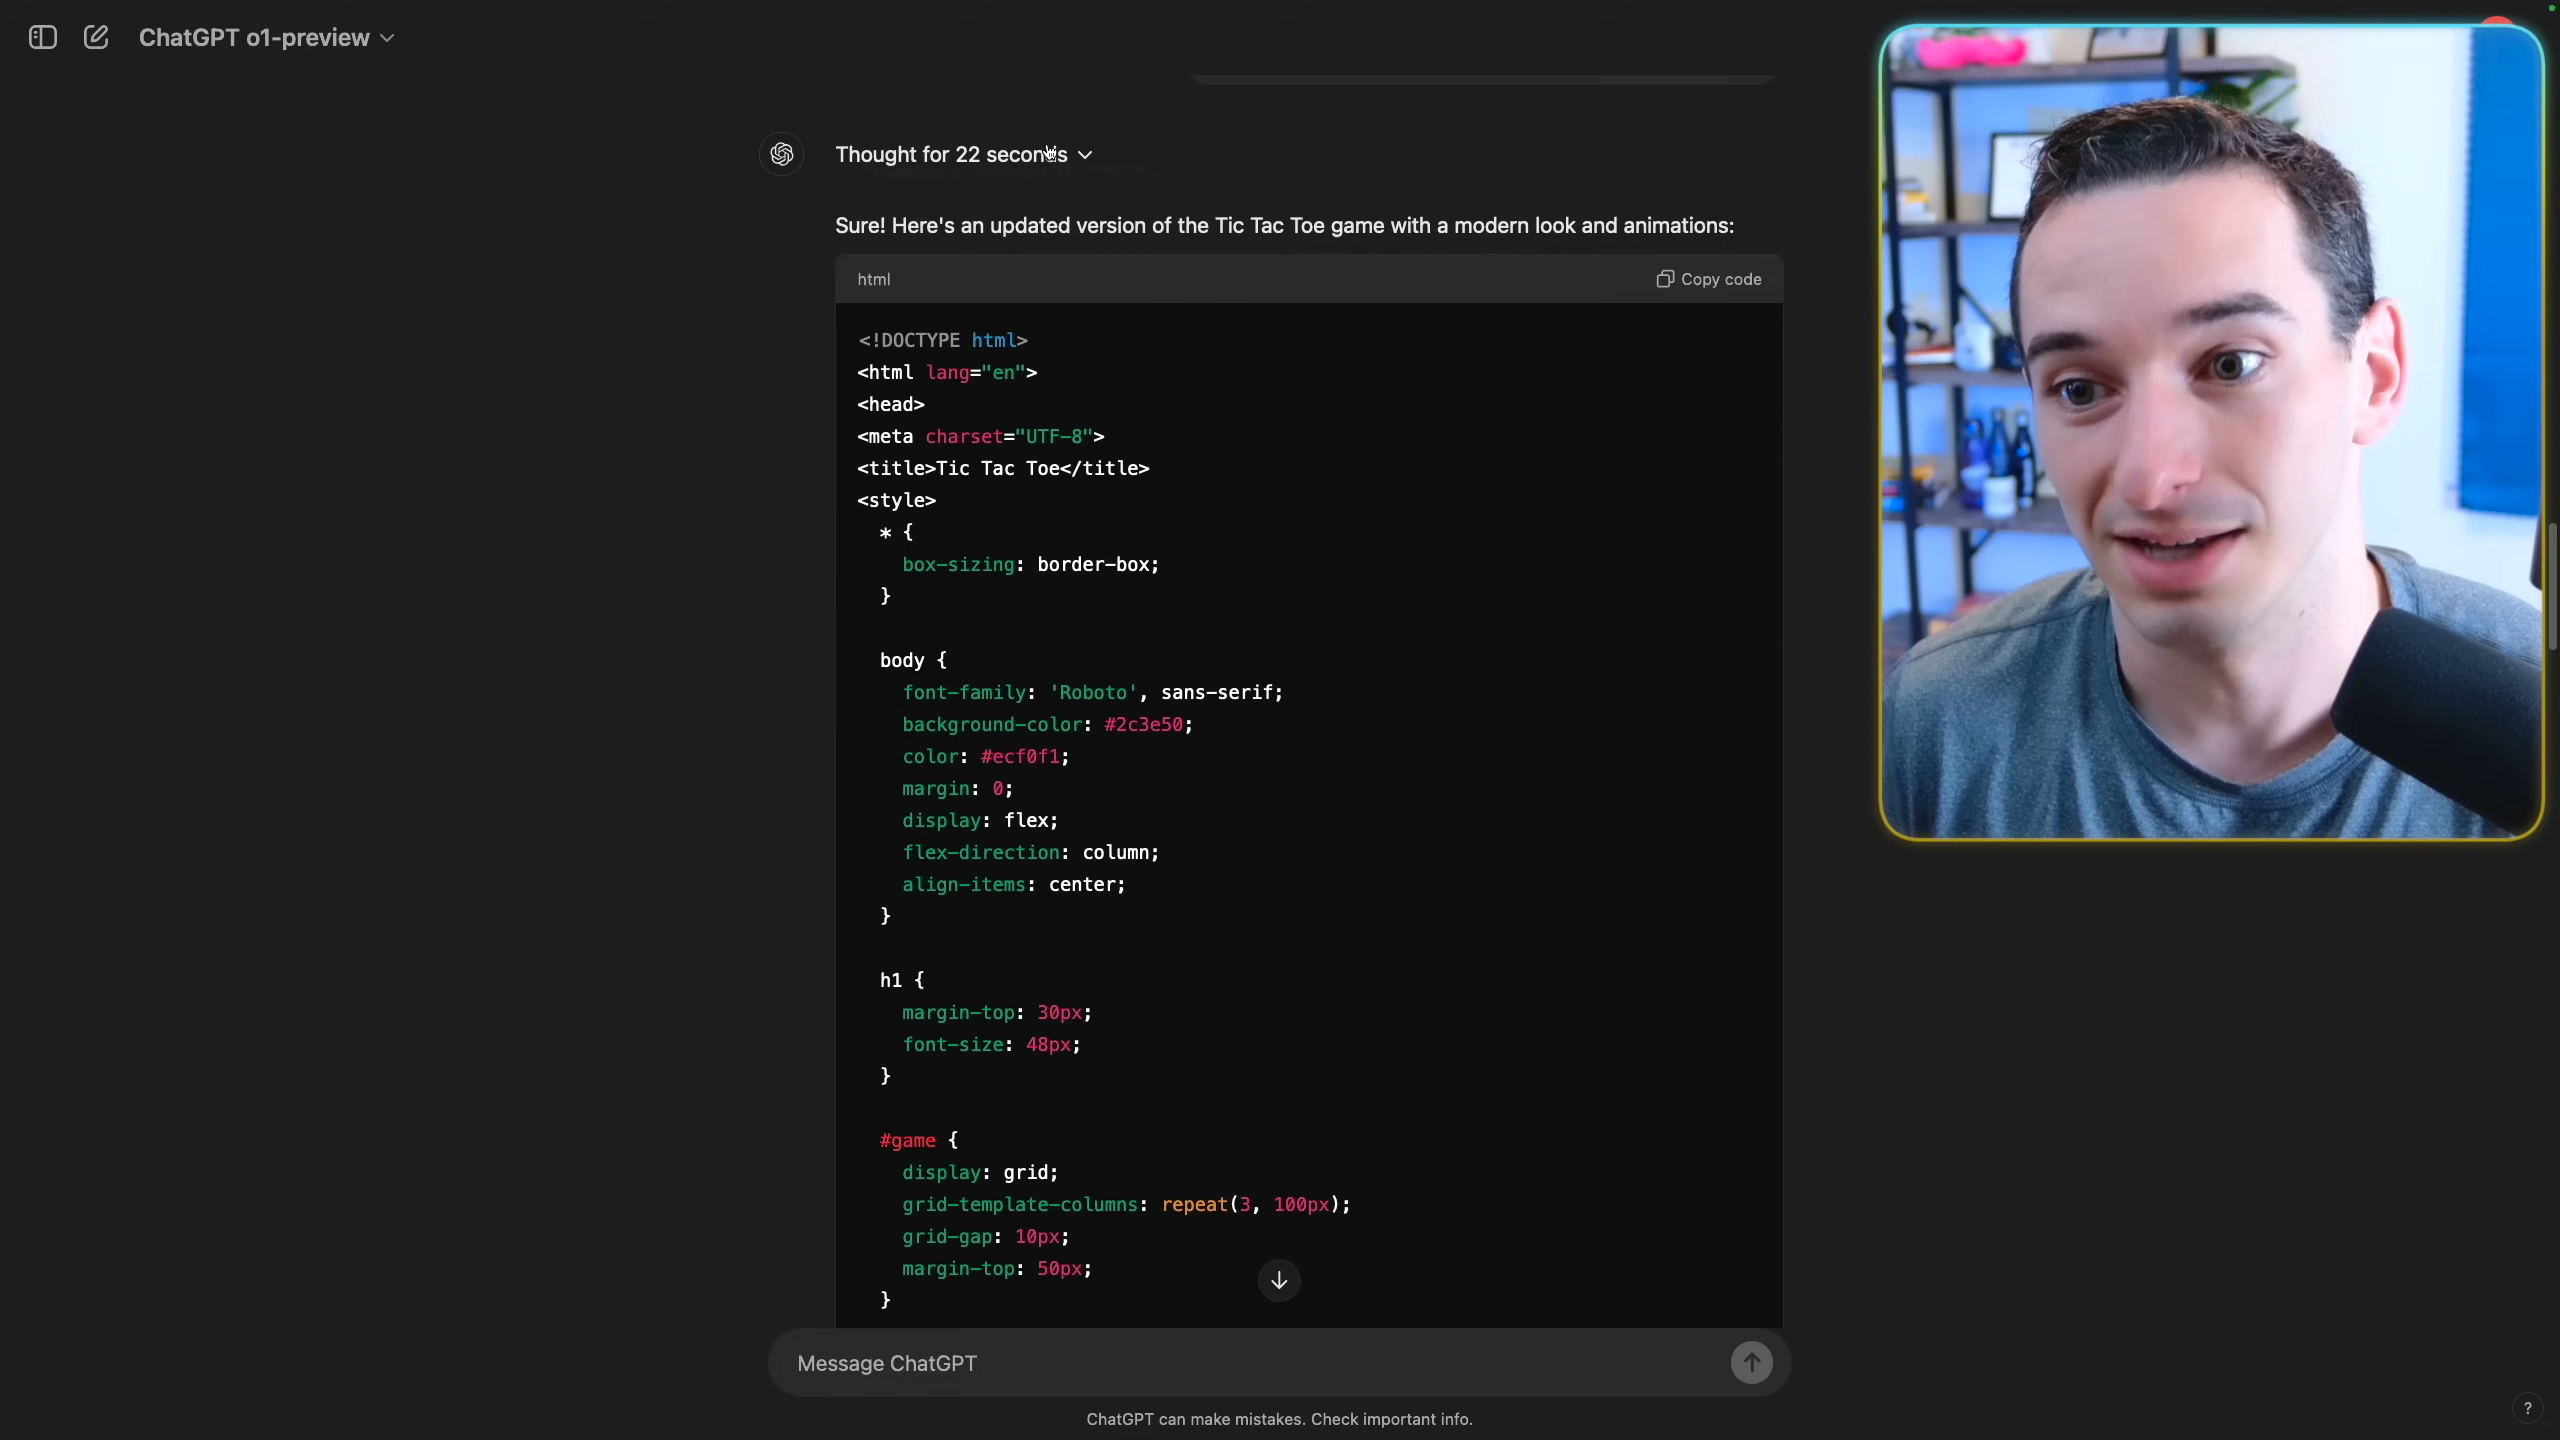 ChatGPT o1-preview
Thought for 22 seconds
Sure! Here's an updated version of the Tic Tac Toe game with a modern look and animations:
html
Copy code
<!DOCTYPE html>
<html lang="en">
<head>
<meta charset="UTF-8">
<title>Tic Tac Toe</title>
<style>
  * {
    box-sizing: border-box;
  }

  body {
    font-family: 'Roboto', sans-serif;
    background-color: #2c3e50;
    color: #ecf0f1;
    margin: 0;
    display: flex;
    flex-direction: column;
    align-items: center;
  }

  h1 {
    margin-top: 30px;
    font-size: 48px;
  }

  #game {
    display: grid;
    grid-template-columns: repeat(3, 100px);
    grid-gap: 10px;
    margin-top: 50px;
  }
Message ChatGPT
ChatGPT can make mistakes. Check important info.
?